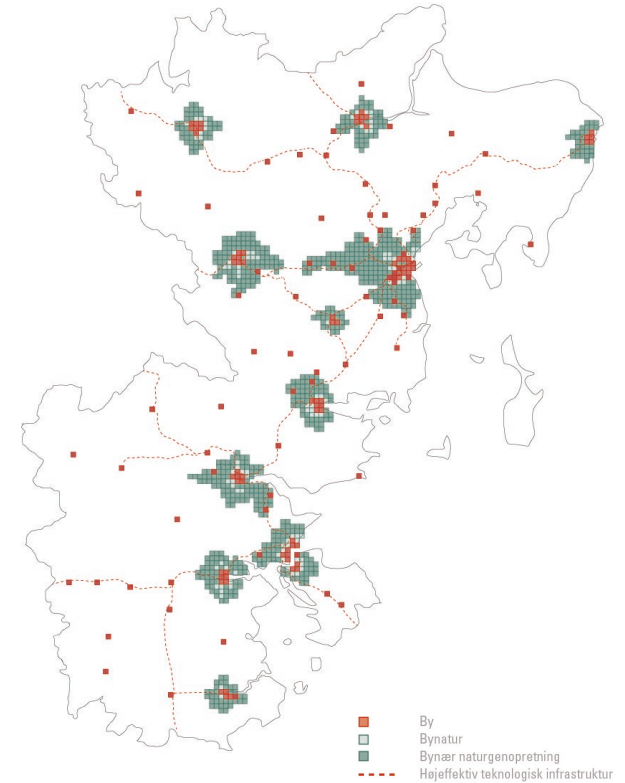 By
Bynatur
Bynær naturgenopretning
Højeffektiv teknologisk infrastruktur